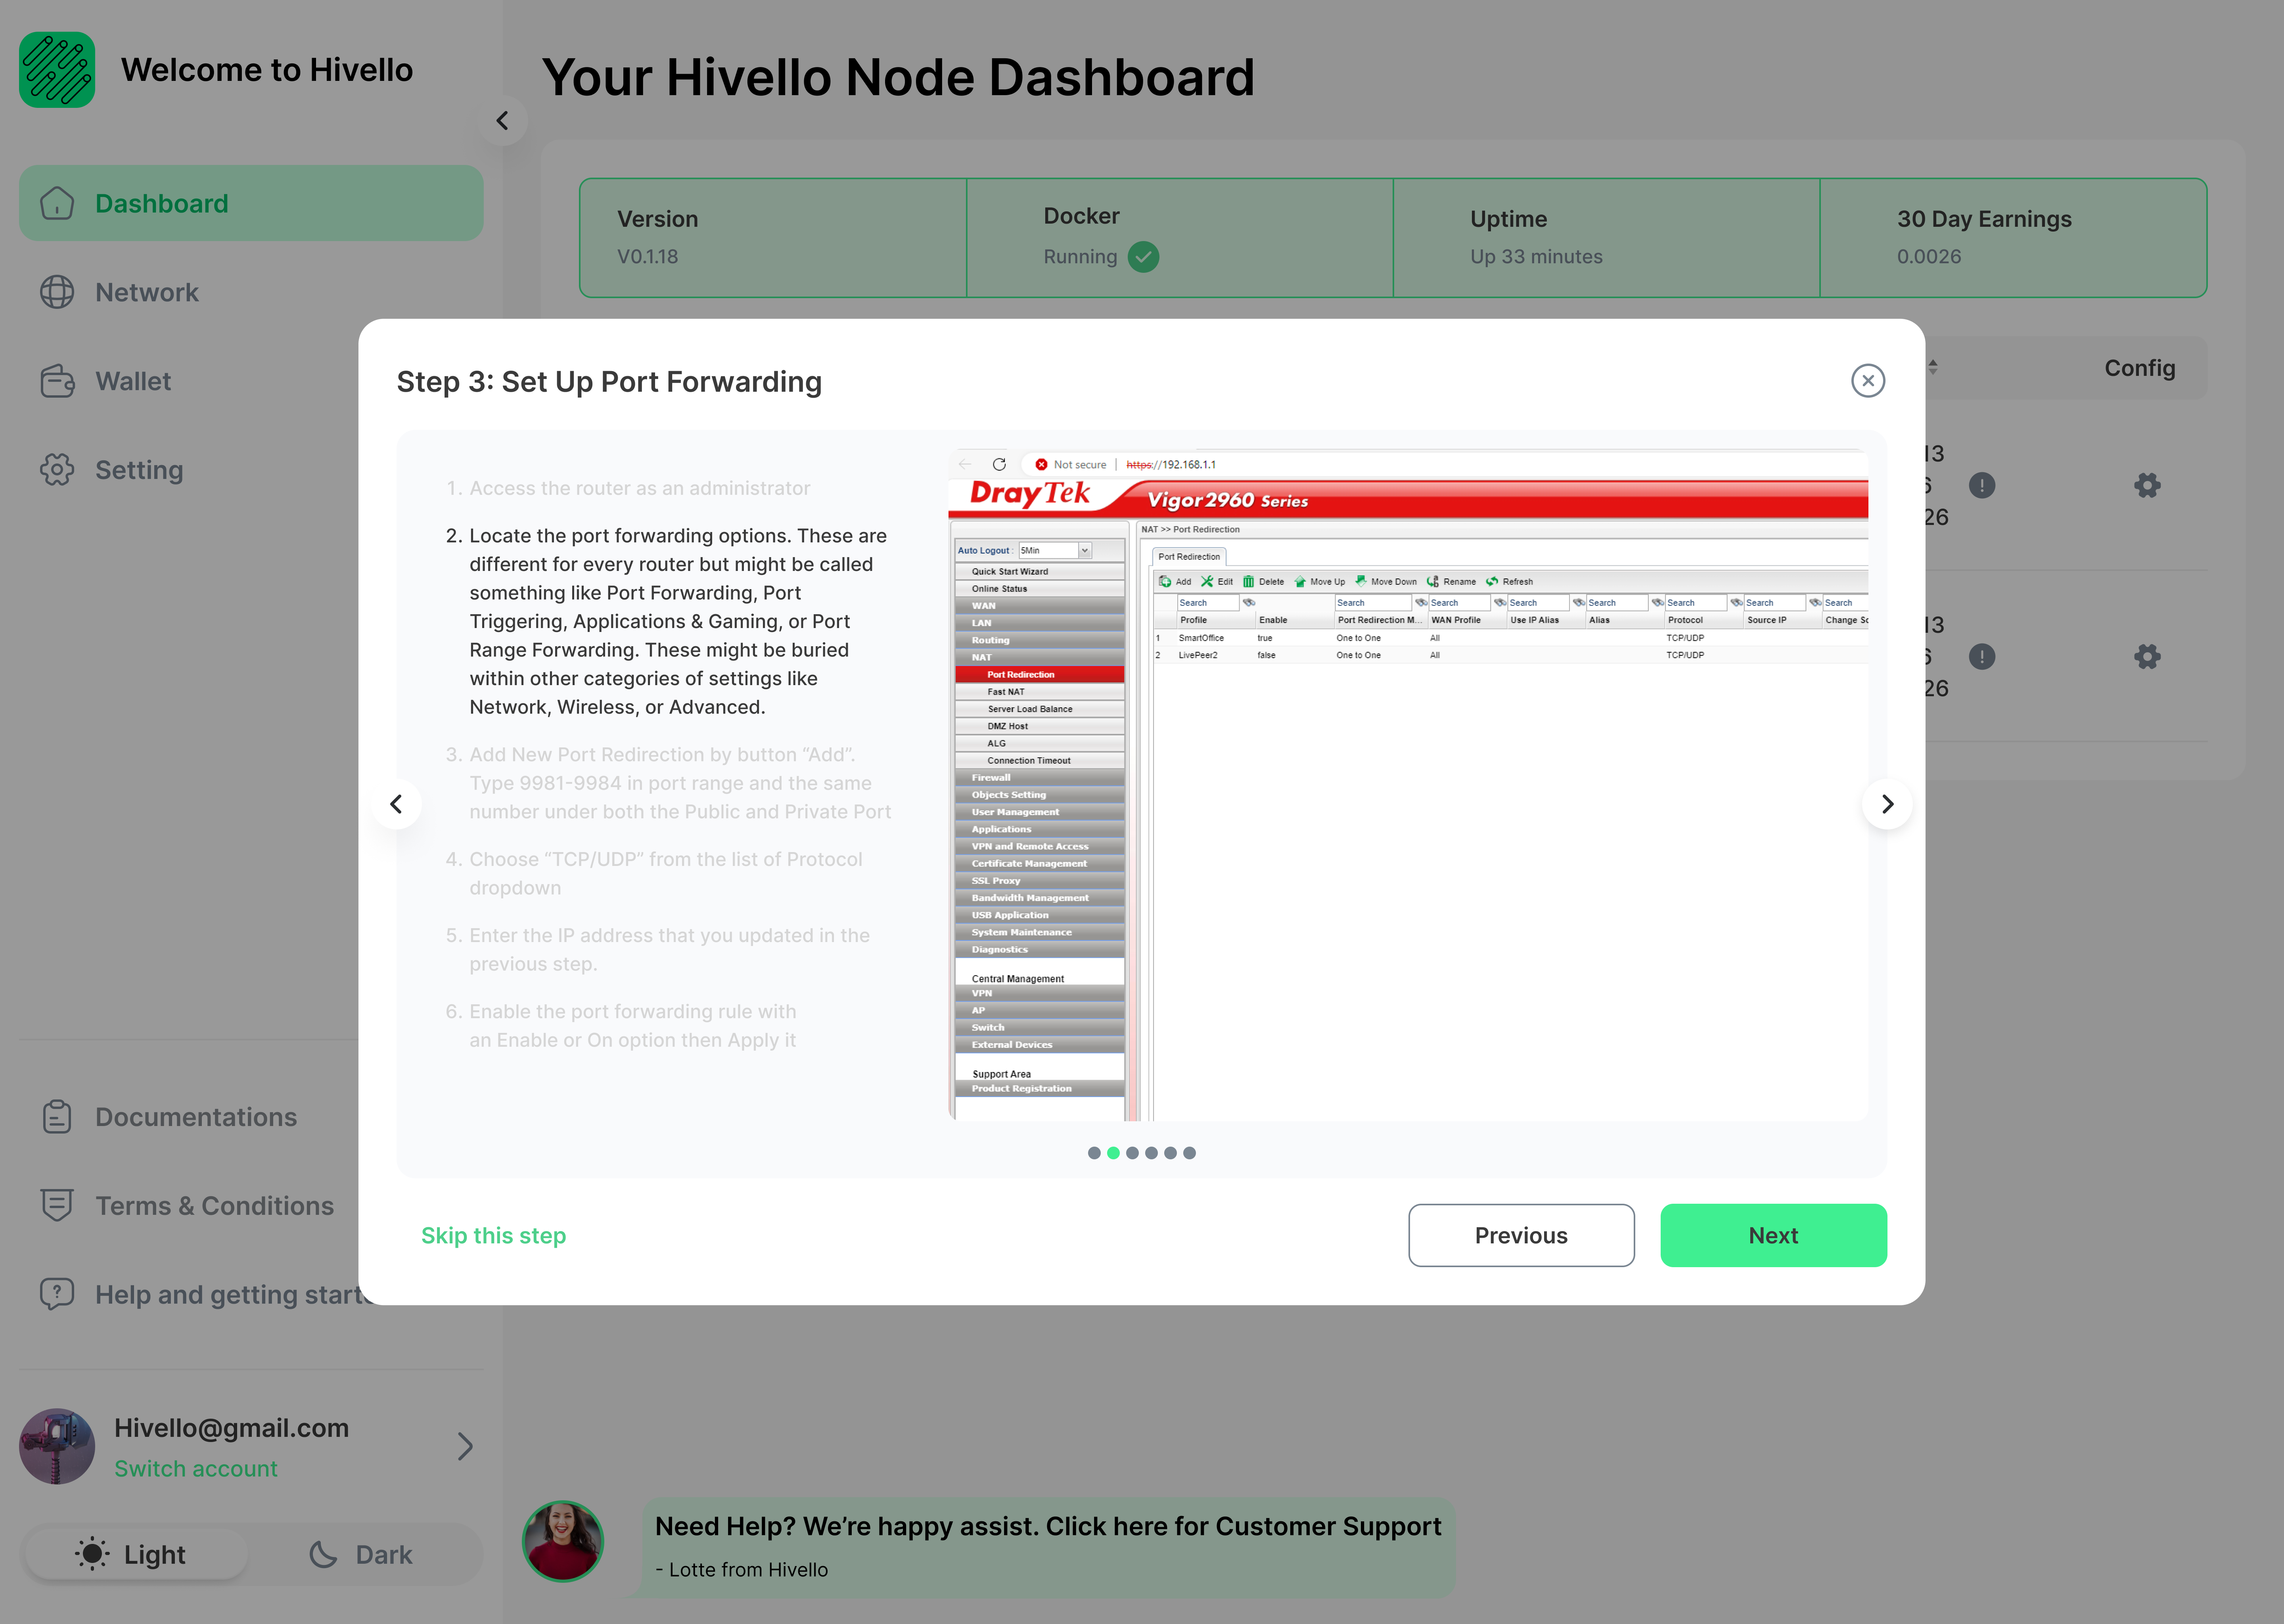 Welcome to Hivello
Dashboard
Network
Wallet
Setting
Documentations
Terms & Conditions
Help and getting
Hivello@gmail.com
Switch account
Light
Dark
Your Hivello Node Dashboard
Version
V0.1.18
Docker
Running
Uptime
Up 33 minutes
30 Day Earnings
0.0026
Config
13
26
13
26
Step 3: Set Up Port Forwarding
1. Access the router as an administrator
2. Locate the port forwarding options. These are
different for every router but might be called
something like Port Forwarding, Port
Triggering, Applications & Gaming, or Port
Range Forwarding. These might be buried
within other categories of settings like
Network, Wireless, or Advanced.
3. Add New Port Redirection by button “Add”.
Type 9981-9984 in port range and the same
number under both the Public and Private Port
4. Choose “TCP/UDP” from the list of Protocol
dropdown
5. Enter the IP address that you updated in the
previous step.
6. Enable the port forwarding rule with
an Enable or On option then Apply it
Not secure | https://192.168.1.1
DrayTek Vigor2960 Series
Auto Logout : 5Min
Quick Start Wizard
Online Status
WAN
LAN
Routing
NAT
Port Redirection
Fast NAT
Server Load Balance
DMZ Host
ALG
Connection Timeout
Firewall
Objects Setting
User Management
Applications
VPN and Remote Access
Certificate Management
SSL Proxy
Bandwidth Management
USB Application
System Maintenance
Diagnostics
Central Management
VPN
AP
Switch
External Devices
Support Area
Product Registration
NAT >> Port Redirection
Port Redirection
Add Edit Delete Move Up Move Down Rename Refresh
Search Search Search Search Search Search Search Search
Profile Enable Port Redirection M... WAN Profile Use IP Alias Alias Protocol Source IP Change
1 SmartOffice true One to One All TCP/UDP
2 LivePeer2 false One to One All TCP/UDP
Skip this step
Previous
Next
Need Help? We’re happy assist. Click here for Customer Support
- Lotte from Hivello